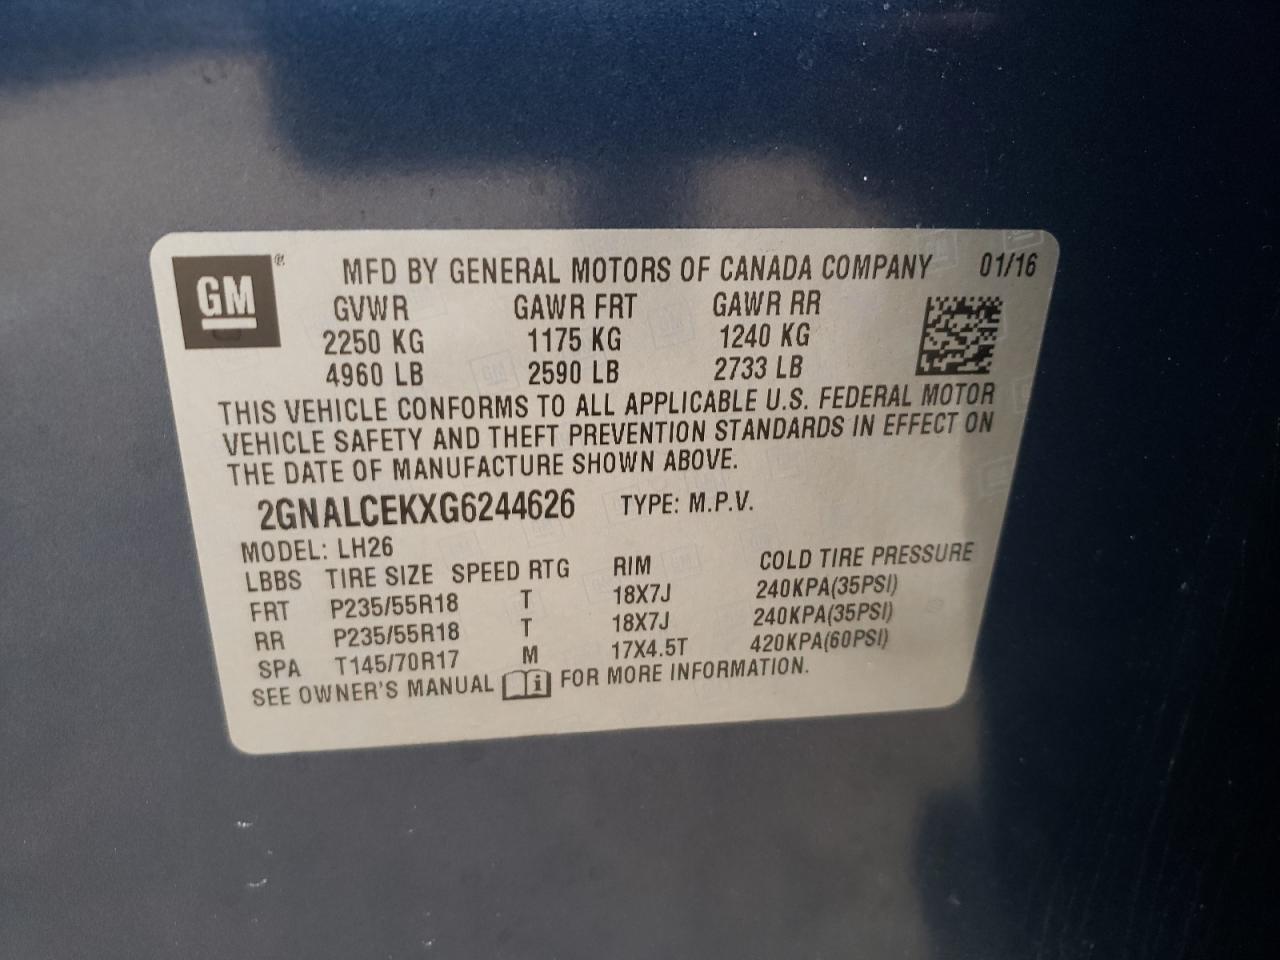 GM®
MFD BY GENERAL MOTORS OF CANADA COMPANY 01/16
GVWR GAWR FRT GAWR RR
2250 KG 1175 KG 1240 KG
4960 LB 2590 LB 2733 LB
THIS VEHICLE CONFORMS TO ALL APPLICABLE U.S. FEDERAL MOTOR
VEHICLE SAFETY AND THEFT PREVENTION STANDARDS IN EFFECT ON
THE DATE OF MANUFACTURE SHOWN ABOVE.
2GNALCEKXG6244626 TYPE: M.P.V.
MODEL: LH26
LBBS TIRE SIZE SPEED RTG RIM COLD TIRE PRESSURE
FRT P235/55R18 T 18X7J 240KPA(35PSI)
RR P235/55R18 T 18X7J 240KPA(35PSI)
SPA T145/70R17 M 17X4.5T 420KPA(60PSI)
SEE OWNER'S MANUAL i FOR MORE INFORMATION.